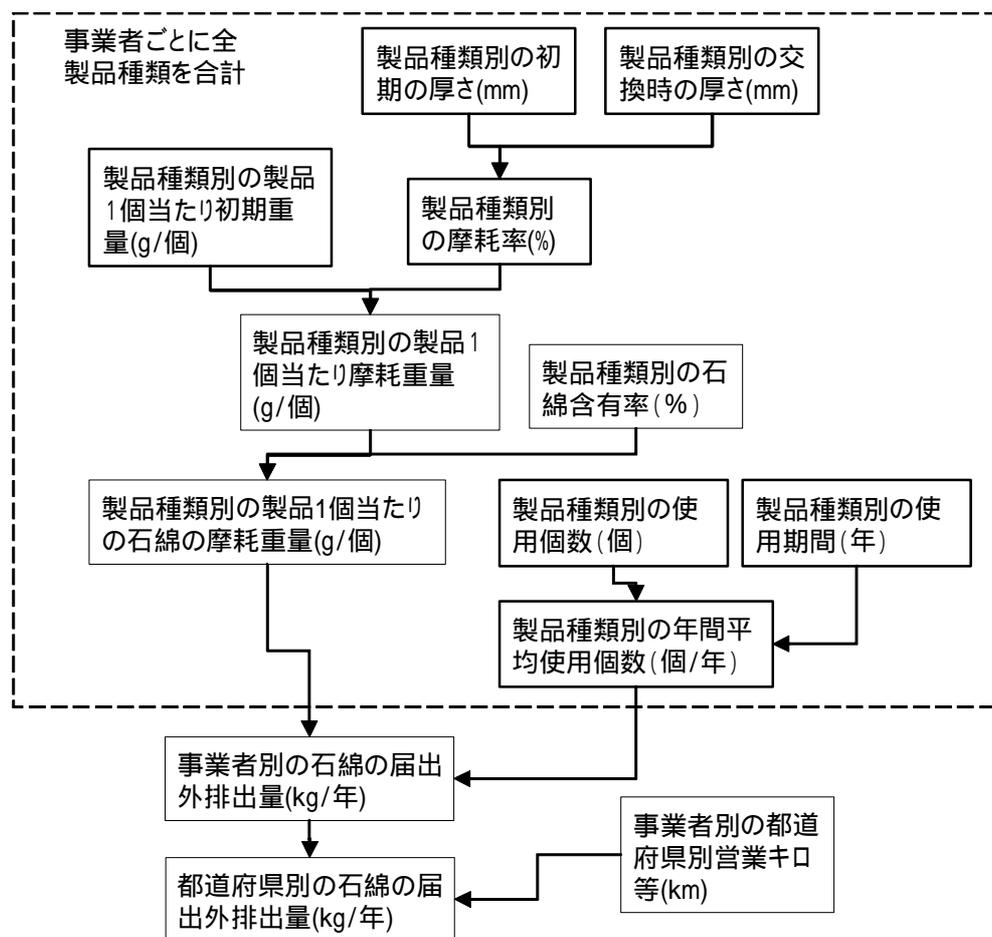 事業者ごとに全
製品種類を合計
製品種類別の初
期の厚さ(mm)
製品種類別の交
換時の厚さ(mm)
製品種類別の製品
1個当たり初期重
量(g/個)
製品種類別
の摩耗率(%)
製品種類別の製品1
個当たり摩耗重量
(g/個)
製品種類別の石
綿含有率(%)
製品種類別の製品1個当たり
の石綿の摩耗重量(g/個)
製品種類別の使
用個数(個)
製品種類別の使
用期間(年)
製品種類別の年間平
均使用個数(個/年)
事業者別の石綿の届出
外排出量(kg/年)
事業者別の都道
府県別営業キロ
等(km)
都道府県別の石綿の届
出外排出量(kg/年)